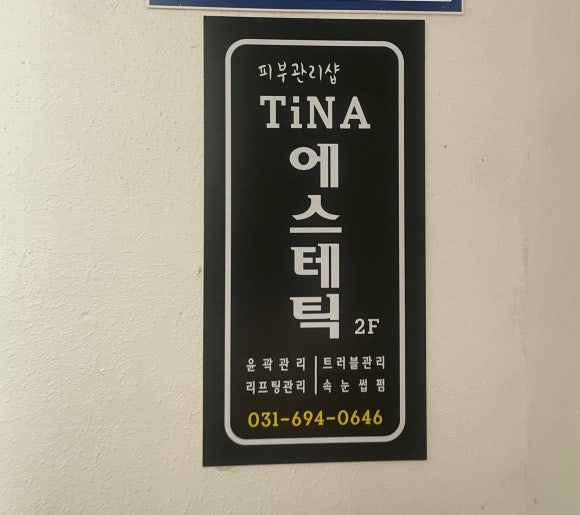 피부관리샵
TiNA
에스테틱
2F
윤곽관리 트러블관리
리프팅관리 속눈썹펌
031-694-0646